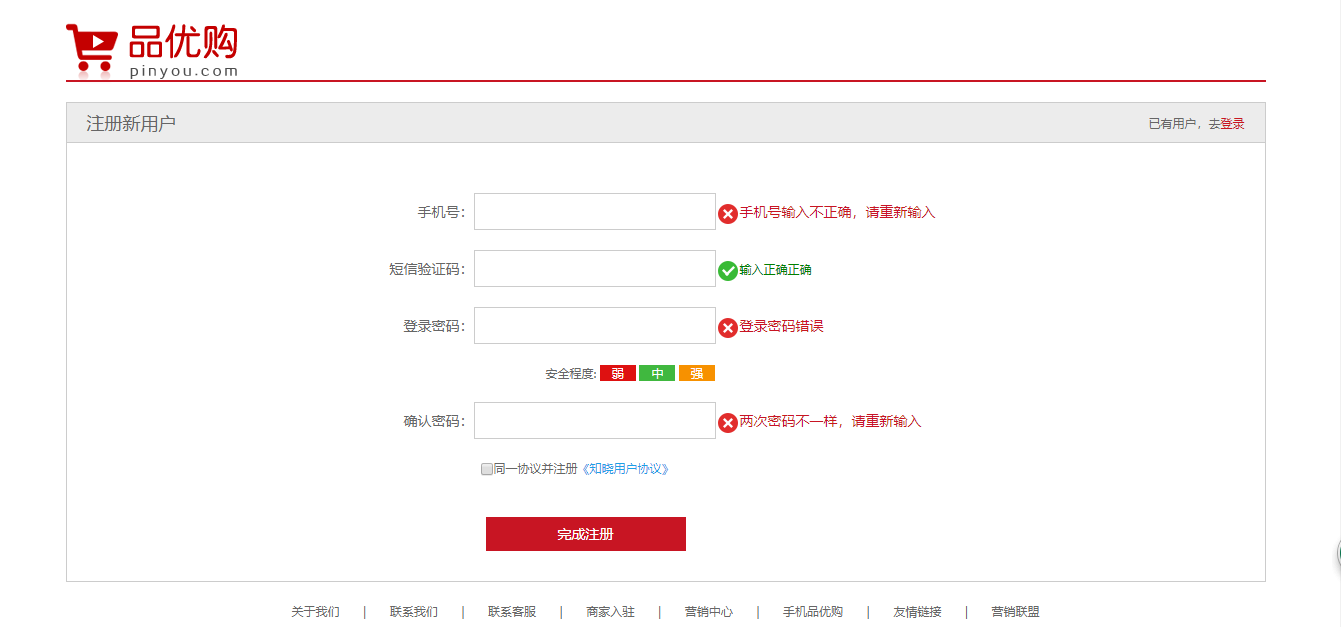 品优购
pinyou.com
注册新用户
已有用户，去登录
手机号：
手机号输入不正确，请重新输入
短信验证码：
输入正确正确
登录密码：
登录密码错误
安全程度: 弱 中 强
确认密码：
两次密码不一样，请重新输入
同一协议并注册《知晓用户协议》
完成注册
关于我们 | 联系我们 | 联系客服 | 商家入驻 | 营销中心 | 手机品优购 | 友情链接 | 营销联盟